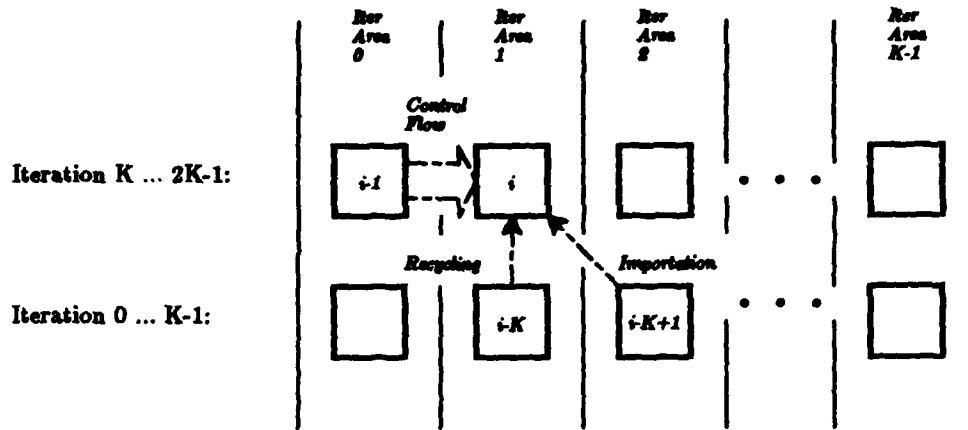 Iter Area 0
Iter Area 1
Iter Area 2
Iter Area K-1
Control Flow
Iteration K ... 2K-1:
i-1
i
. . .
Recycling
Importation
Iteration 0 ... K-1:
i-K
i-K+1
. . .